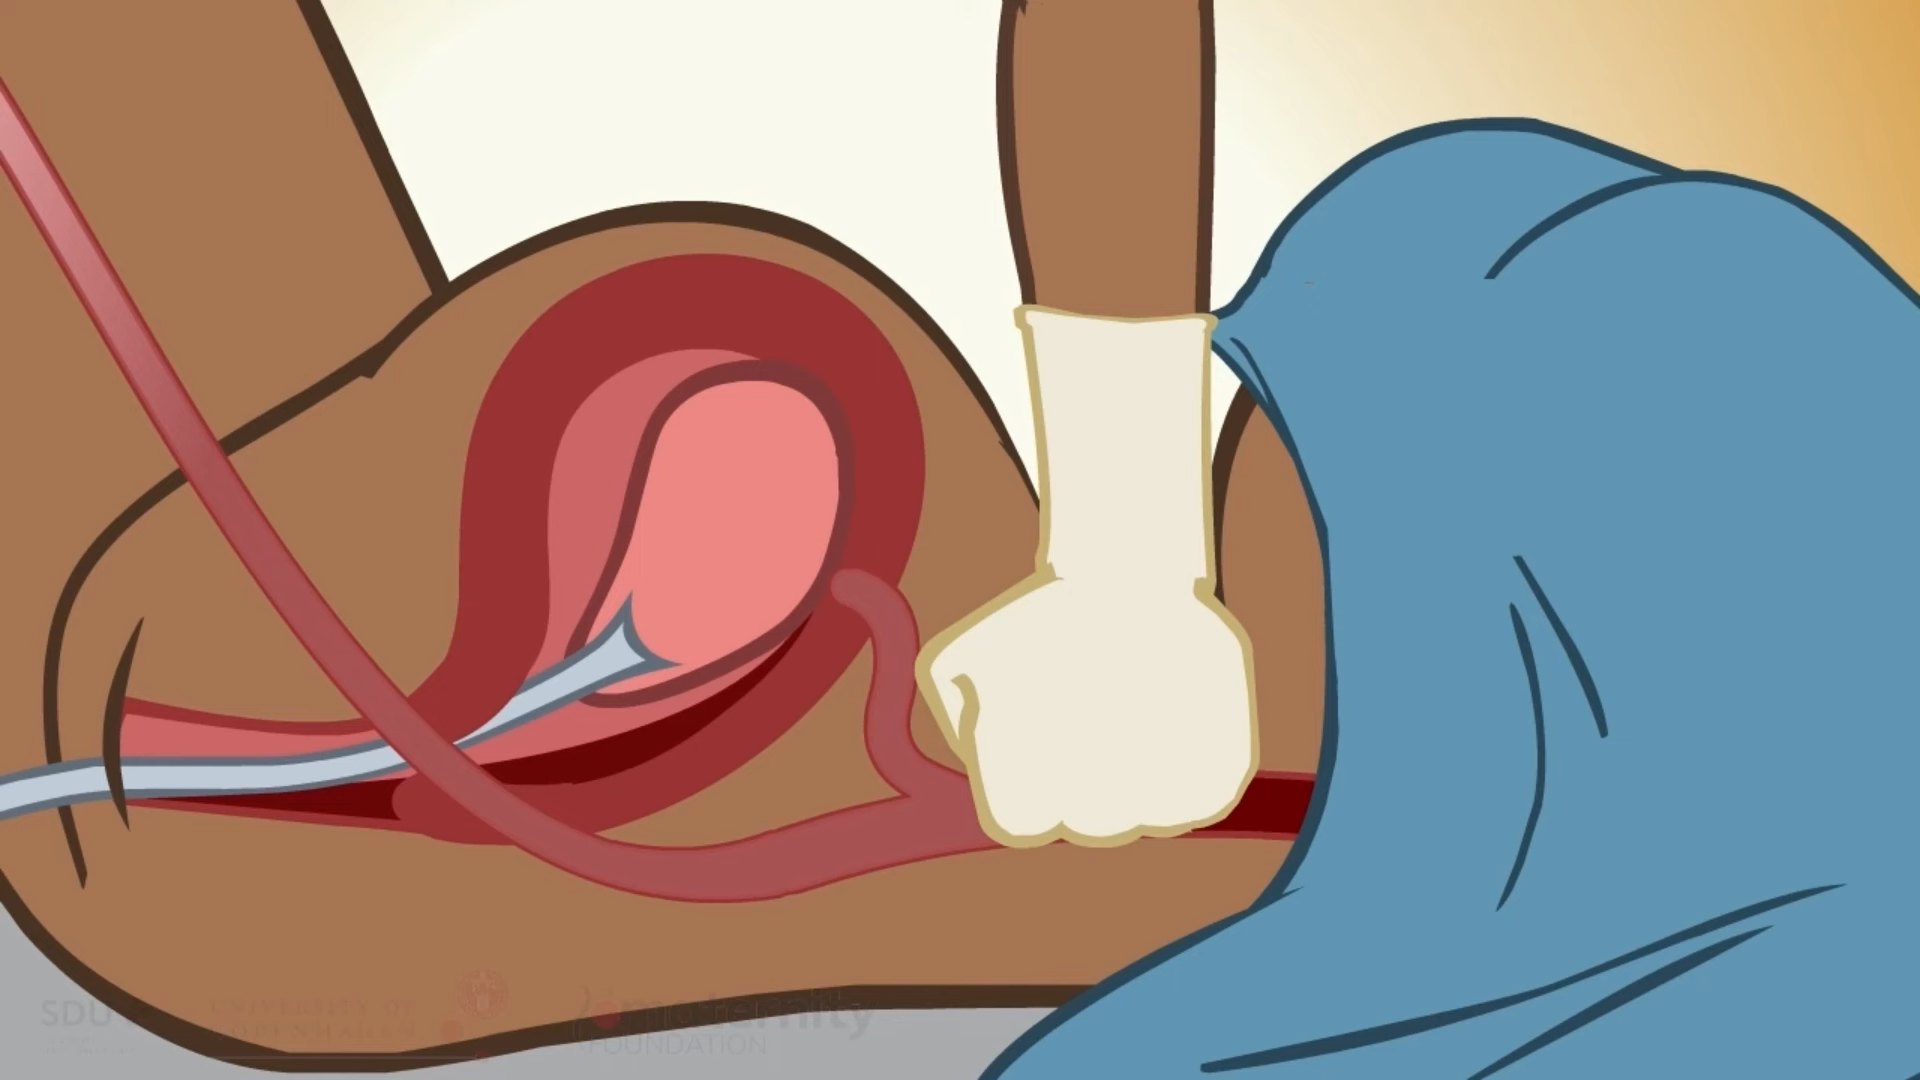 SDU
UNIVERSITY OF
COPENHAGEN
maternity
FOUNDATION